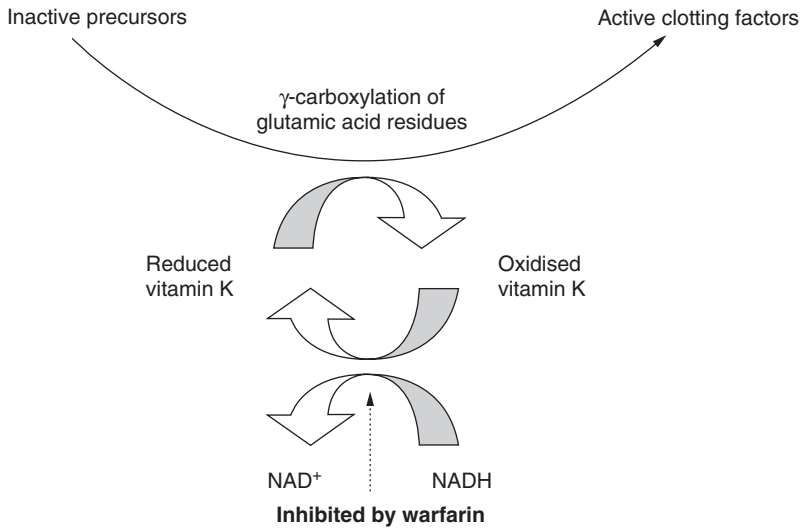 Inactive precursors
Active clotting factors
γ-carboxylation of
glutamic acid residues
Reduced
vitamin K
Oxidised
vitamin K
NAD⁺
NADH
Inhibited by warfarin